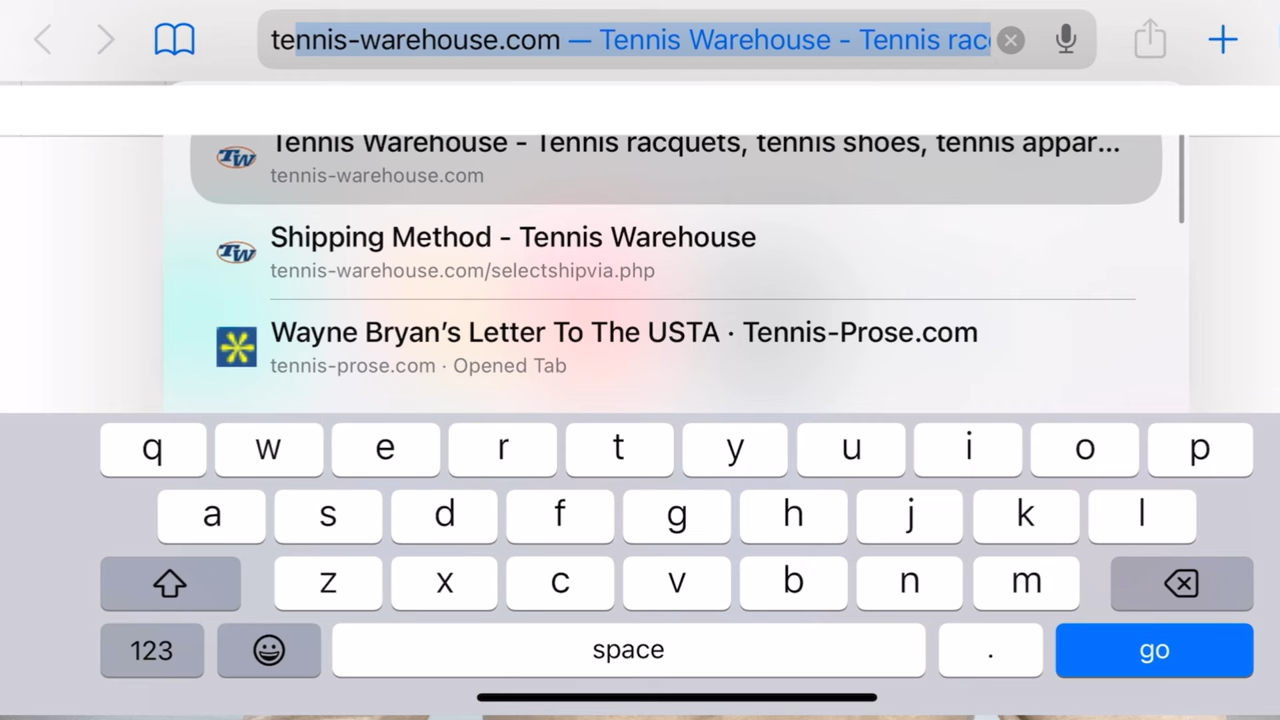 tennis-warehouse.com — Tennis Warehouse - Tennis rac
Tennis Warehouse - Tennis racquets, tennis shoes, tennis appar...
TW
tennis-warehouse.com
Shipping Method - Tennis Warehouse
TW
tennis-warehouse.com/selectshipvia.php
Wayne Bryan’s Letter To The USTA · Tennis-Prose.com
tennis-prose.com · Opened Tab
q w e r t y u i o p
a s d f g h j k l
z x c v b n m
123 space . go